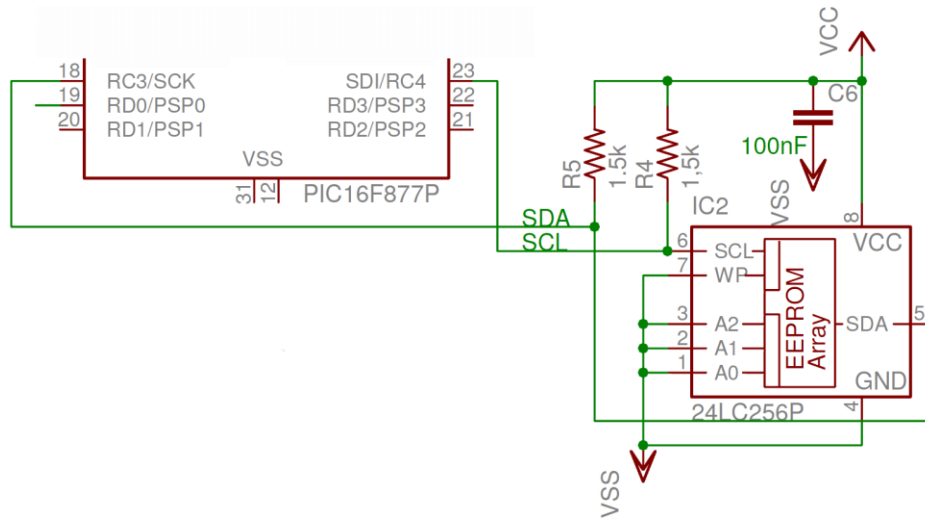 VCC
18
RC3/SCK
SDI/RC4
23
19
RD0/PSP0
RD3/PSP3
22
20
RD1/PSP1
RD2/PSP2
21
C6
100nF
VSS
R5
1.5k
R4
1,5k
VSS
31
12
PIC16F877P
IC2
SDA
SCL
8
VCC
6
SCL
7
WP
3
A2
2
A1
1
A0
EEPROM
Array
SDA
5
GND
4
24LC256P
VSS